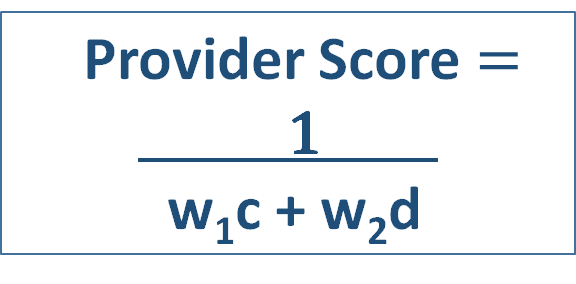 Provider Score =
1
w₁c + w₂d